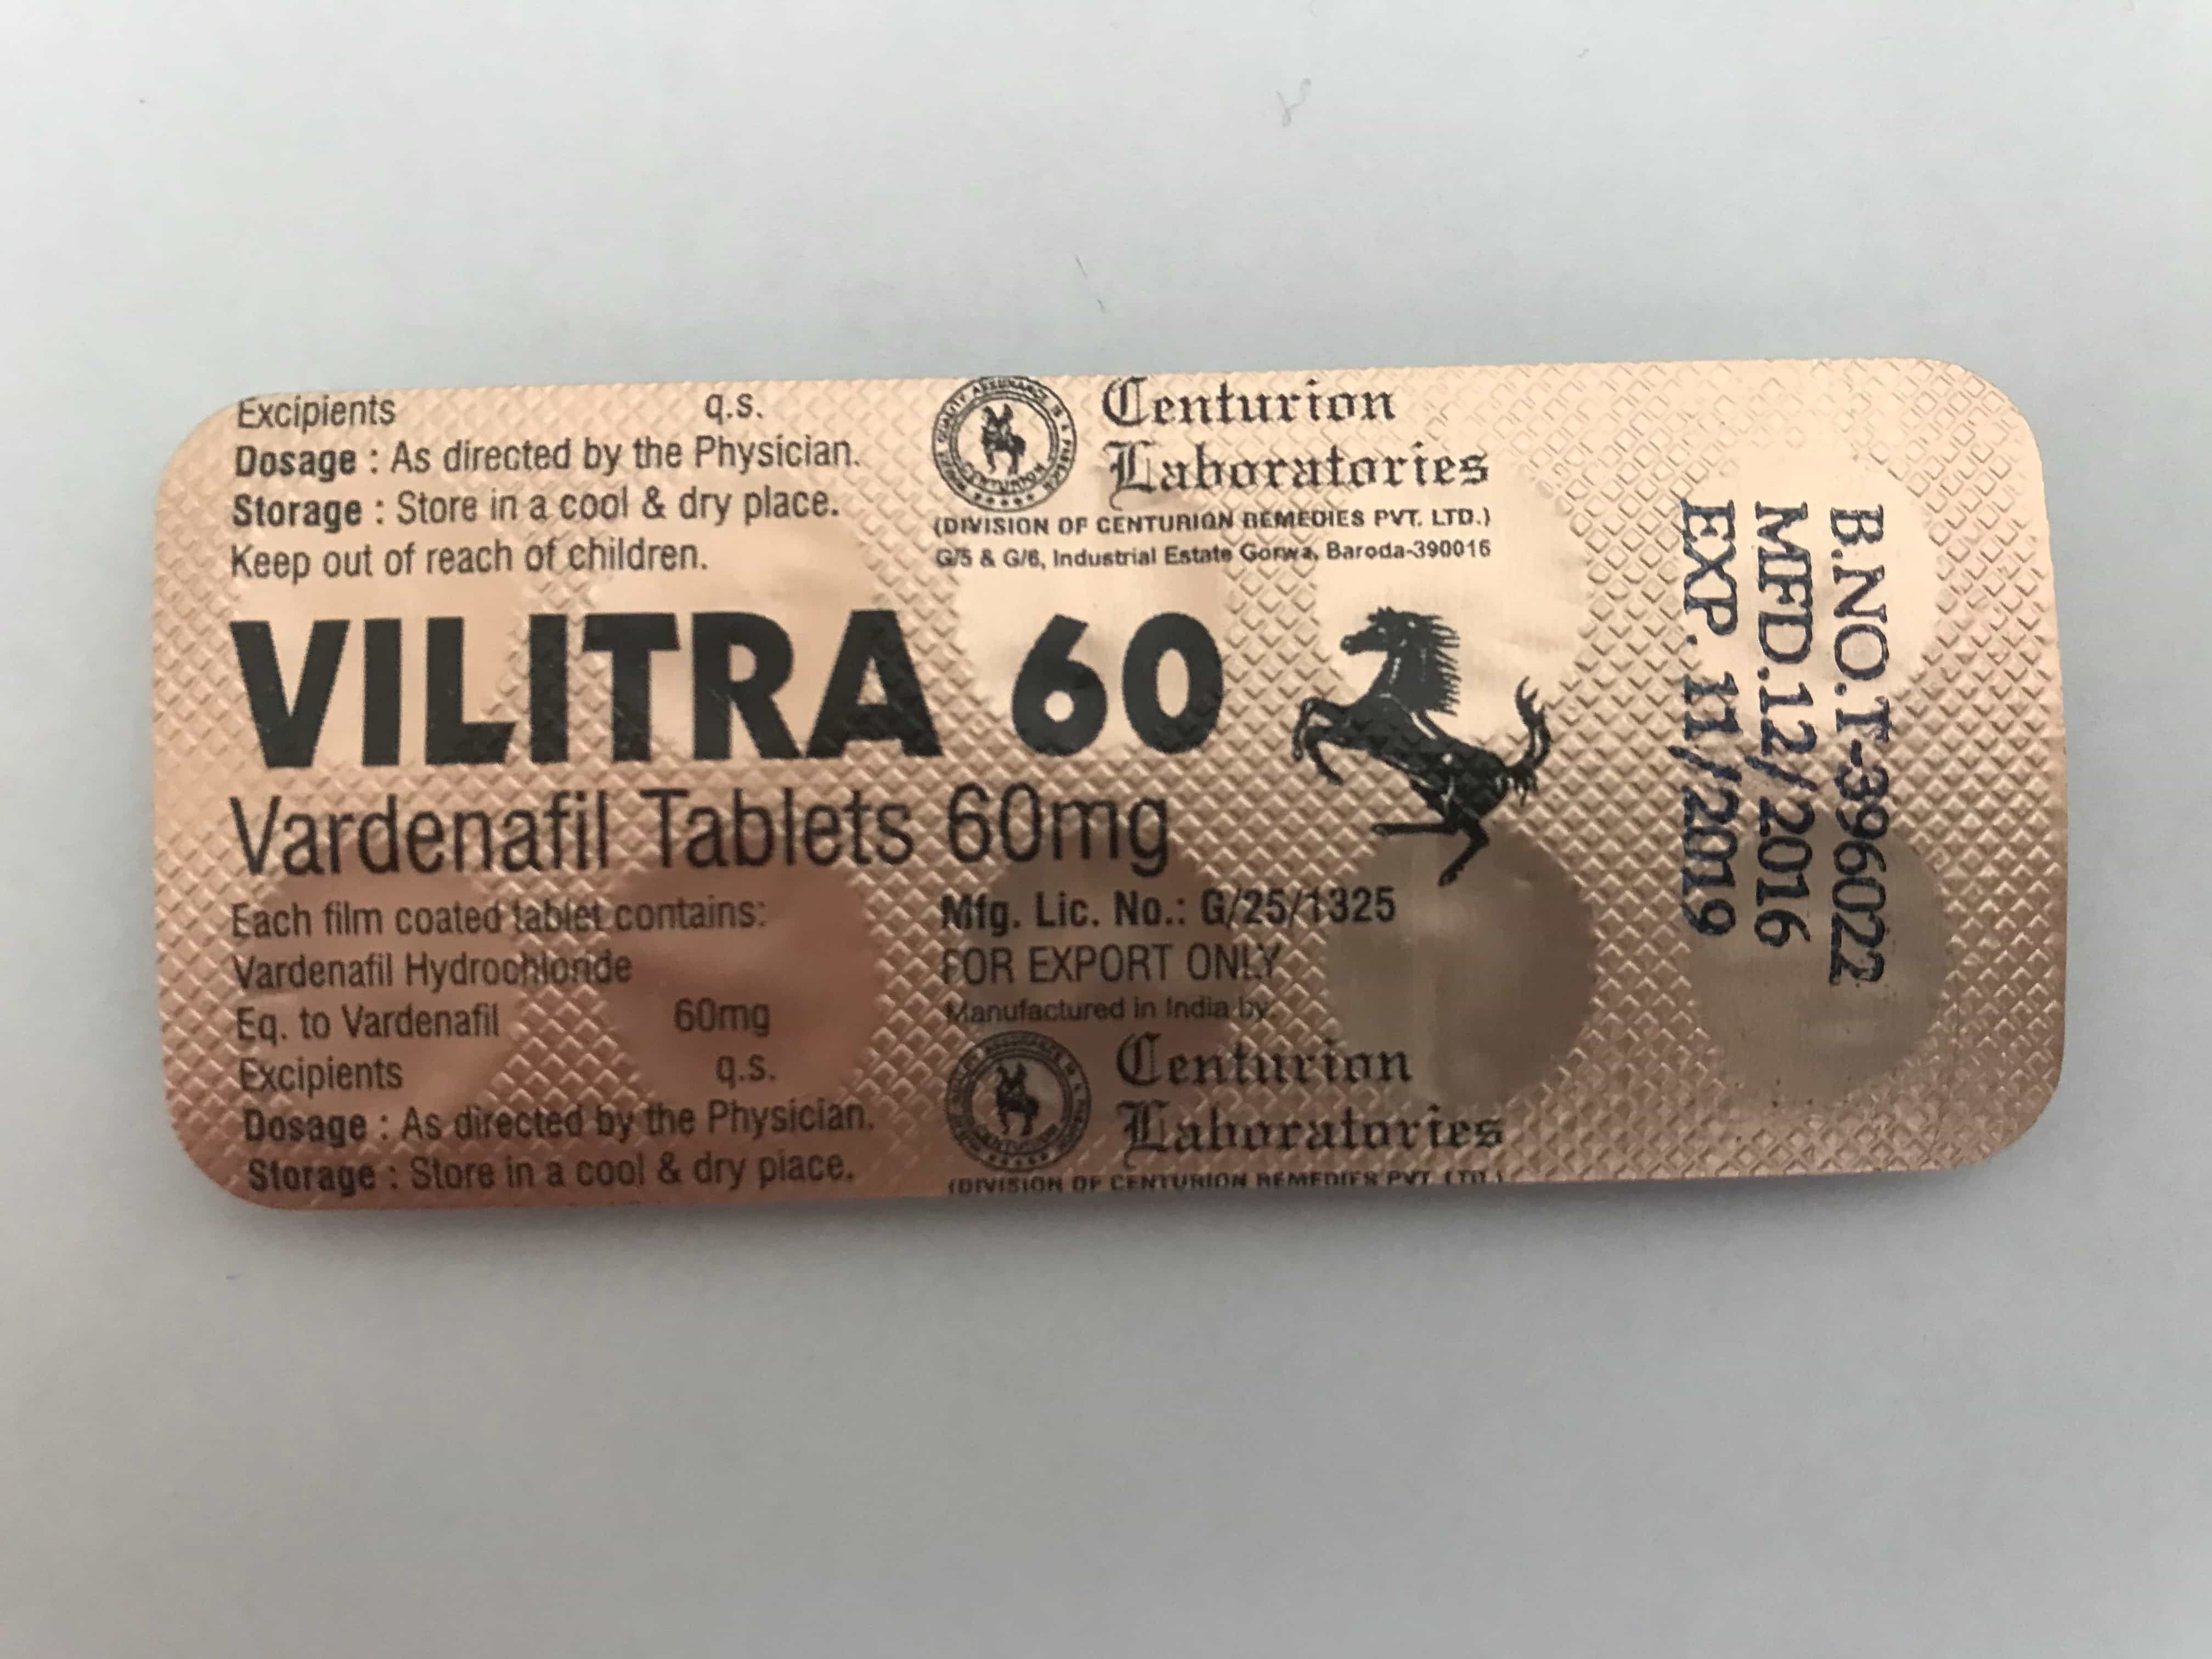 Excipients q.s.
Dosage : As directed by the Physician.
Storage : Store in a cool & dry place.
Keep out of reach of children.
Centurion
Laboratories
(DIVISION OF CENTURION REMEDIES PVT. LTD.)
G/5 & G/6, Industrial Estate Gorwa, Baroda-390016
VILITRA 60
Vardenafil Tablets 60mg
Each film coated tablet contains:
Vardenafil Hydrochloride
Eq. to Vardenafil 60mg
Excipients q.s.
Dosage : As directed by the Physician.
Storage : Store in a cool & dry place.
Mfg. Lic. No.: G/25/1325
FOR EXPORT ONLY
Manufactured in India by:
Centurion
Laboratories
(DIVISION OF CENTURION REMEDIES PVT. LTD.)
B.NO.T-396022
MFD.12/2016
EXP. 11/2019